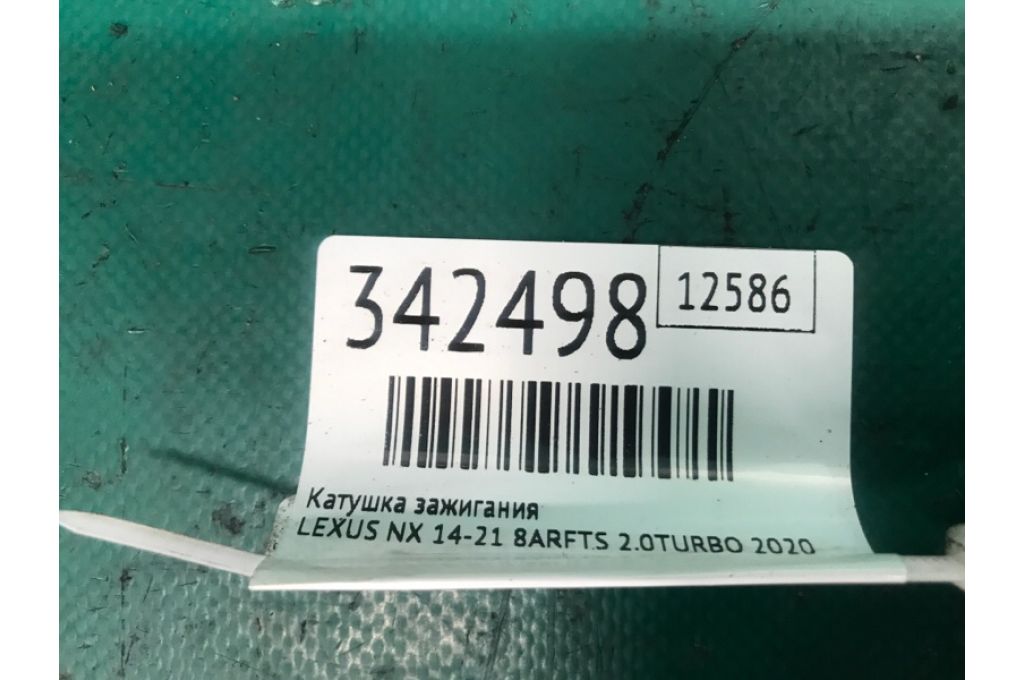 342498 12586
Катушка зажигания
LEXUS NX 14-21 8ARFTS 2.0TURBO 2020